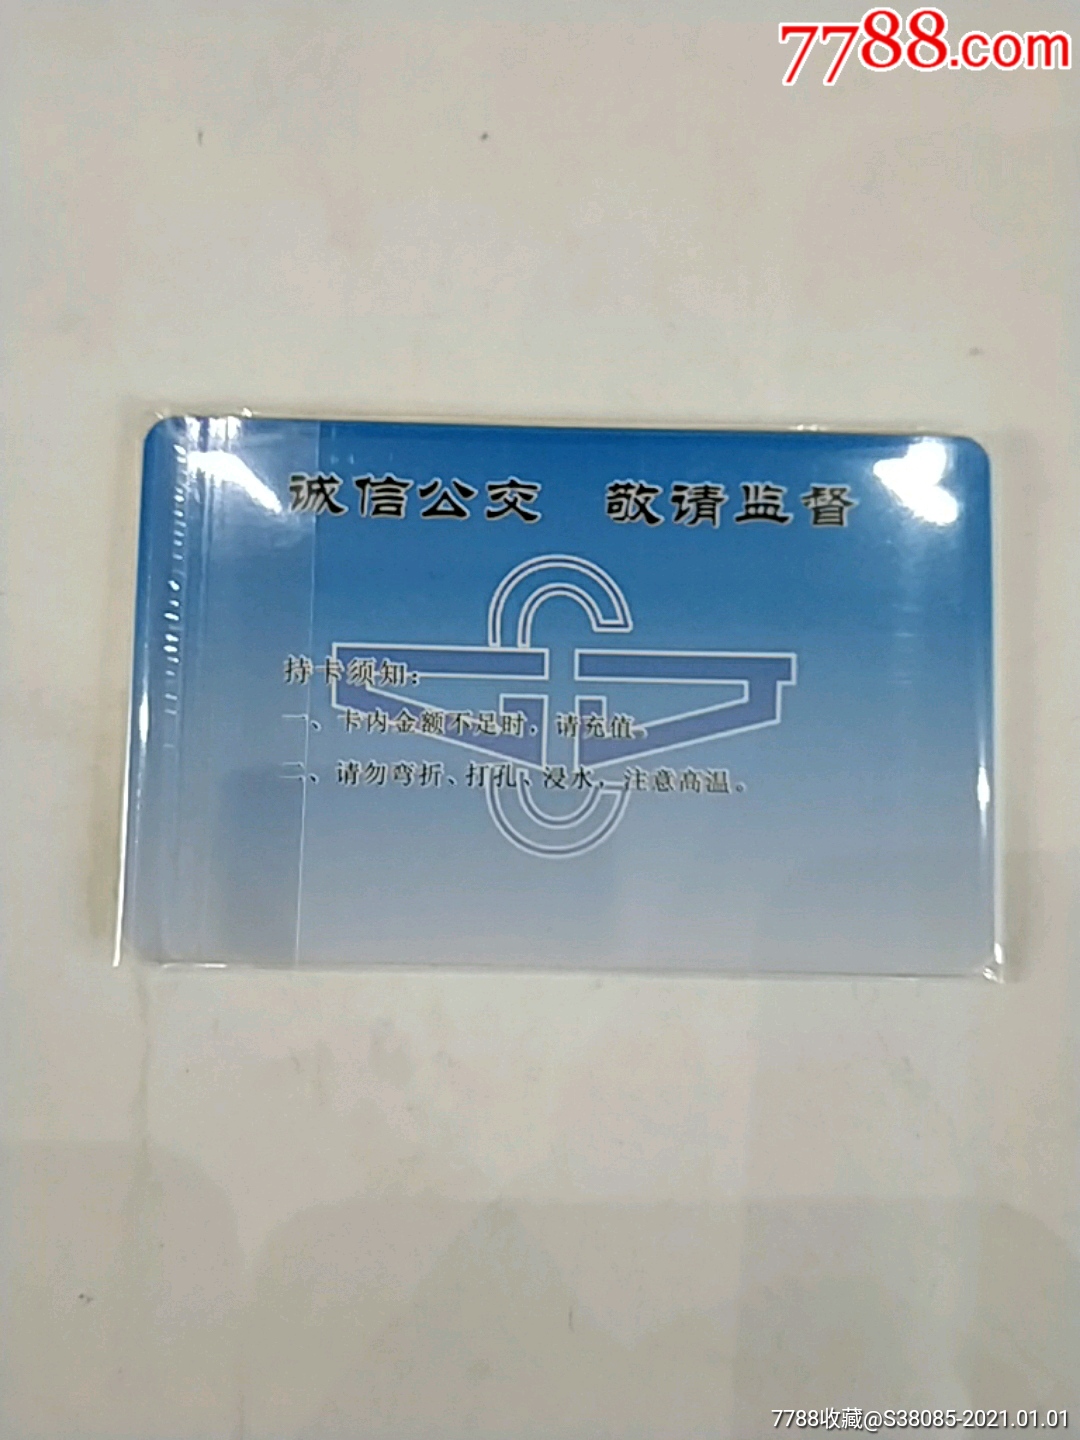 7788.com
诚信公交 敬请监督
持卡须知：
一、卡内金额不足时，请充值。
二、请勿弯折、打孔、浸水，注意高温。
7788收藏@S38085-2021.01.01